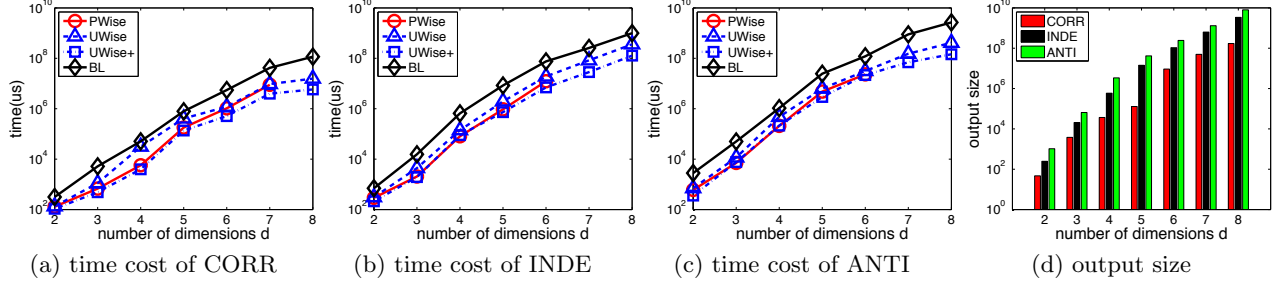 time(us)
10^10
10^8
10^6
10^4
10^2
PWise
UWise
UWise+
BL
2 3 4 5 6 7 8
number of dimensions d
(a) time cost of CORR
time(us)
10^10
10^8
10^6
10^4
10^2
PWise
UWise
UWise+
BL
2 3 4 5 6 7 8
number of dimensions d
(b) time cost of INDE
time(us)
10^10
10^8
10^6
10^4
10^2
PWise
UWise
UWise+
BL
2 3 4 5 6 7 8
number of dimensions d
(c) time cost of ANTI
output size
10^10
10^8
10^6
10^4
10^2
10^0
CORR
INDE
ANTI
2 3 4 5 6 7 8
number of dimensions d
(d) output size